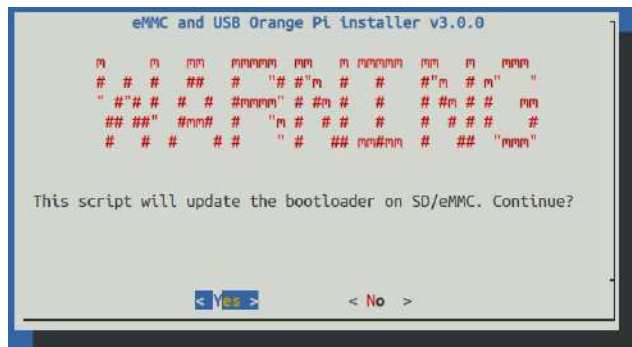 eMMC and USB Orange Pi installer v3.0.0
WARNING
This script will update the bootloader on SD/eMMC. Continue?
< Yes > < No >